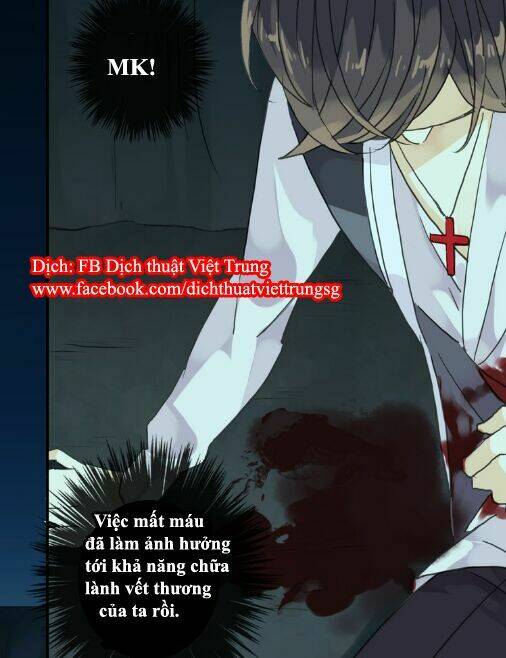 MK!
Dịch: FB Dịch thuật Việt Trung
www.facebook.com/dichthuatviettrungsg
Việc mất máu
đã làm ảnh hưởng
tới khả năng chữa
lành vết thương
của ta rồi.